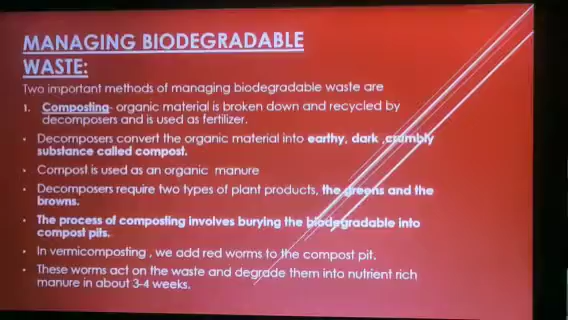 MANAGING BIODEGRADABLE
WASTE:
Two important methods of managing biodegradable waste are
1. Composting- organic material is broken down and recycled by
decomposers and is used as fertilizer.
• Decomposers convert the organic material into earthy, dark ,crumbly
substance called compost.
• Compost is used as an organic manure
• Decomposers require two types of plant products, the greens and the
browns.
• The process of composting involves burying the biodegradable into
compost pits.
• In vermicomposting , we add red worms to the compost pit.
• These worms act on the waste and degrade them into nutrient rich
manure in about 3-4 weeks.